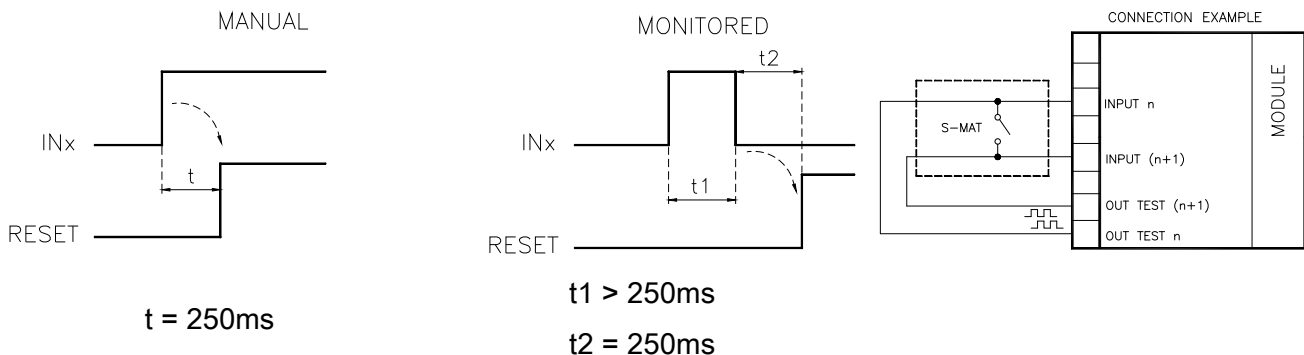 MANUAL
INx
t
RESET
t = 250ms
MONITORED
t2
INx
t1
RESET
t1 > 250ms
t2 = 250ms
CONNECTION EXAMPLE
INPUT n
S-MAT
INPUT (n+1)
OUT TEST (n+1)
OUT TEST n
MODULE